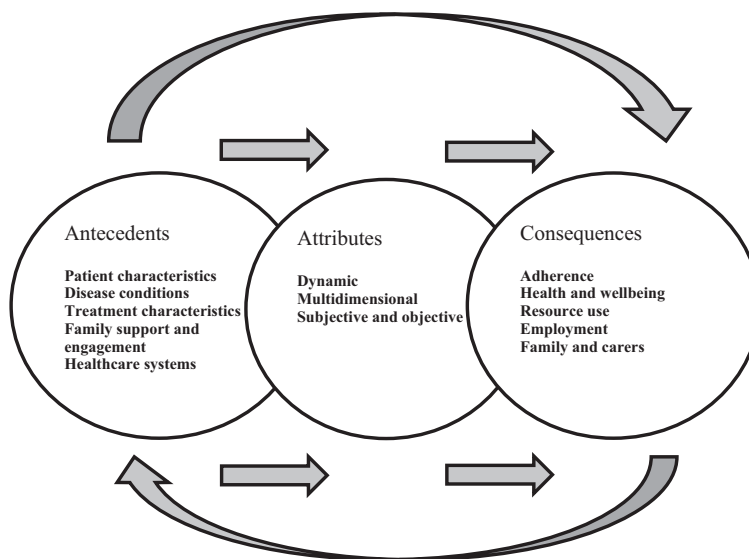 Antecedents
Patient characteristics
Disease conditions
Treatment characteristics
Family support and
engagement
Healthcare systems
Attributes
Dynamic
Multidimensional
Subjective and objective
Consequences
Adherence
Health and wellbeing
Resource use
Employment
Family and carers